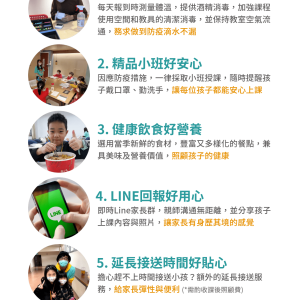 每天報到時測量體溫，提供酒精消毒，加強課程
使用空間和教具的清潔消毒，並保持教室空氣流
通，務求做到防疫滴水不漏
2. 精品小班好安心
因應防疫措施，一律採取小班授課，隨時提醒孩
子戴口罩、勤洗手，讓每位孩子都能安心上課
3. 健康飲食好營養
選用當季新鮮的食材，豐富又多樣化的餐點，兼
具美味及營養價值，照顧孩子的健康
4. LINE回報好用心
即時Line家長群，親師溝通無距離，並分享孩子
上課內容與照片，讓家長有身歷其境的感覺
LINE
5. 延長接送時間好貼心
擔心趕不上時間接送小孩？額外的延長接送服
務，給家長彈性與便利 (*需酌收課後照顧費)